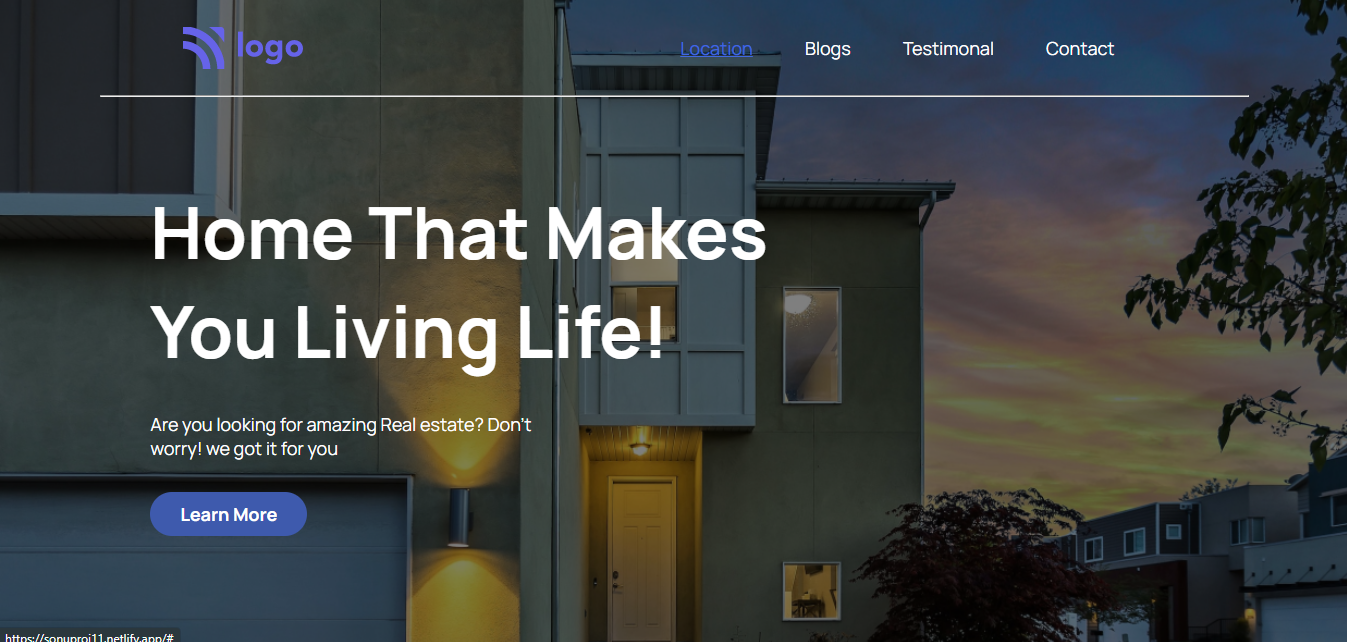 logo
Location Blogs Testimonal Contact
Home That Makes
You Living Life!
Are you looking for amazing Real estate? Don't
worry! we got it for you
Learn More
https://sonuproj11.netlify.app/#